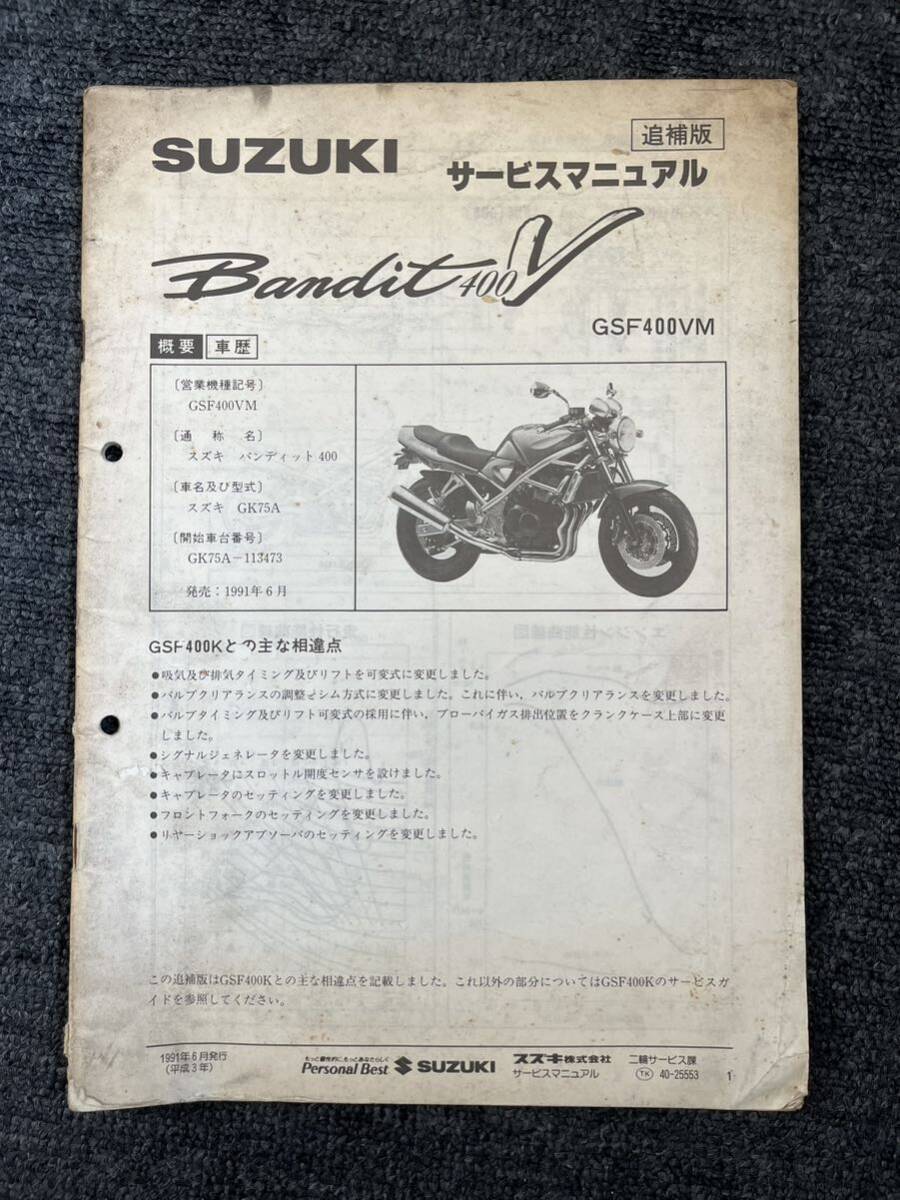 SUZUKI
追補版
サービスマニュアル
Bandit 400 V
GSF400VM
概要 車歴
〔営業機種記号〕
GSF400VM
〔通 称 名〕
スズキ バンディット400
〔車名及び型式〕
スズキ GK75A
〔開始車台番号〕
GK75A−113473
発売：1991年6月
GSF400Kとの主な相違点
●吸気及び排気タイミング及びリフトを可変式に変更しました。
●バルブクリアランスの調整をシム方式に変更しました。これに伴い，バルブクリアランスを変更しました。
●バルブタイミング及びリフト可変式の採用に伴い，ブローバイガス排出位置をクランクケース上部に変更
しました。
●シグナルジェネレータを変更しました。
●キャブレータにスロットル開度センサを設けました。
●キャブレータのセッティングを変更しました。
●フロントフォークのセッティングを変更しました。
●リヤーショックアブソーバのセッティングを変更しました。
この追補版はGSF400Kとの主な相違点を記載しました。これ以外の部分についてはGSF400Kのサービスガ
イドを参照してください。
1991年6月発行
(平成3年)
もっと個性的に、もっとあなたらしく
Personal Best SUZUKI
スズキ株式会社
サービスマニュアル
二輪サービス課
TK 40-25553
1